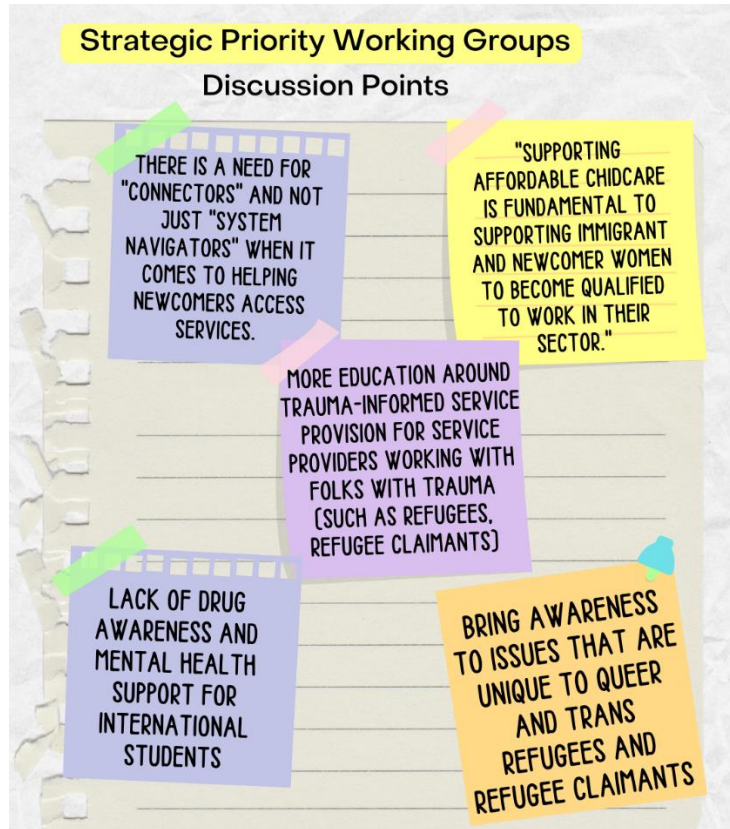 Strategic Priority Working Groups
Discussion Points
THERE IS A NEED FOR
"CONNECTORS" AND NOT
JUST "SYSTEM
NAVIGATORS" WHEN IT
COMES TO HELPING
NEWCOMERS ACCESS
SERVICES.
"SUPPORTING
AFFORDABLE CHIDCARE
IS FUNDAMENTAL TO
SUPPORTING IMMIGRANT
AND NEWCOMER WOMEN
TO BECOME QUALIFIED
TO WORK IN THEIR
SECTOR."
MORE EDUCATION AROUND
TRAUMA-INFORMED SERVICE
PROVISION FOR SERVICE
PROVIDERS WORKING WITH
FOLKS WITH TRAUMA
(SUCH AS REFUGEES,
REFUGEE CLAIMANTS)
LACK OF DRUG
AWARENESS AND
MENTAL HEALTH
SUPPORT FOR
INTERNATIONAL
STUDENTS
BRING AWARENESS
TO ISSUES THAT ARE
UNIQUE TO QUEER
AND TRANS
REFUGEES AND
REFUGEE CLAIMANTS